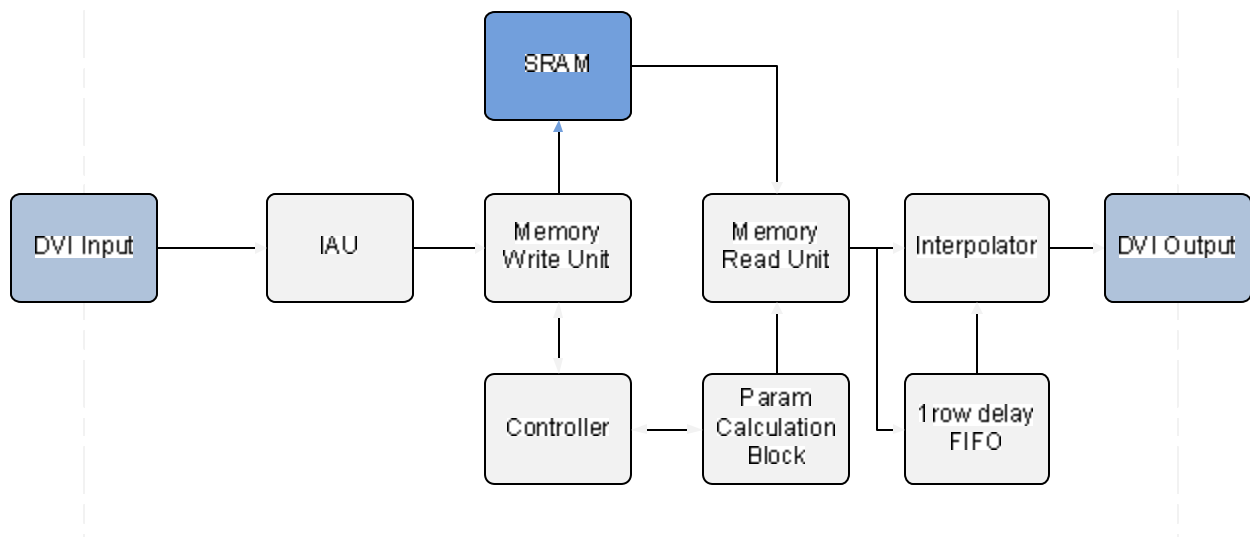 SRAM
DVI Input
IAU
Memory
Write Unit
Memory
Read Unit
Interpolator
DVI Output
Controller
Param
Calculation
Block
1row delay
FIFO